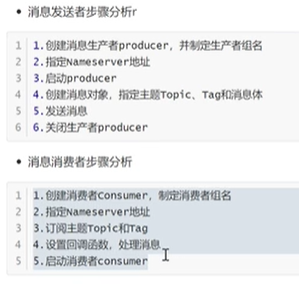 • 消息发送者步骤分析r
1 1.创建消息生产者producer，并制定生产者组名
2 2.指定Nameserver地址
3 3.启动producer
4 4.创建消息对象，指定主题Topic、Tag和消息体
5 5.发送消息
6 6.关闭生产者producer
• 消息消费者步骤分析
1 1.创建消费者Consumer，制定消费者组名
2 2.指定Nameserver地址
3 3.订阅主题Topic和Tag
4 4.设置回调函数，处理消息
5 5.启动消费者consumer